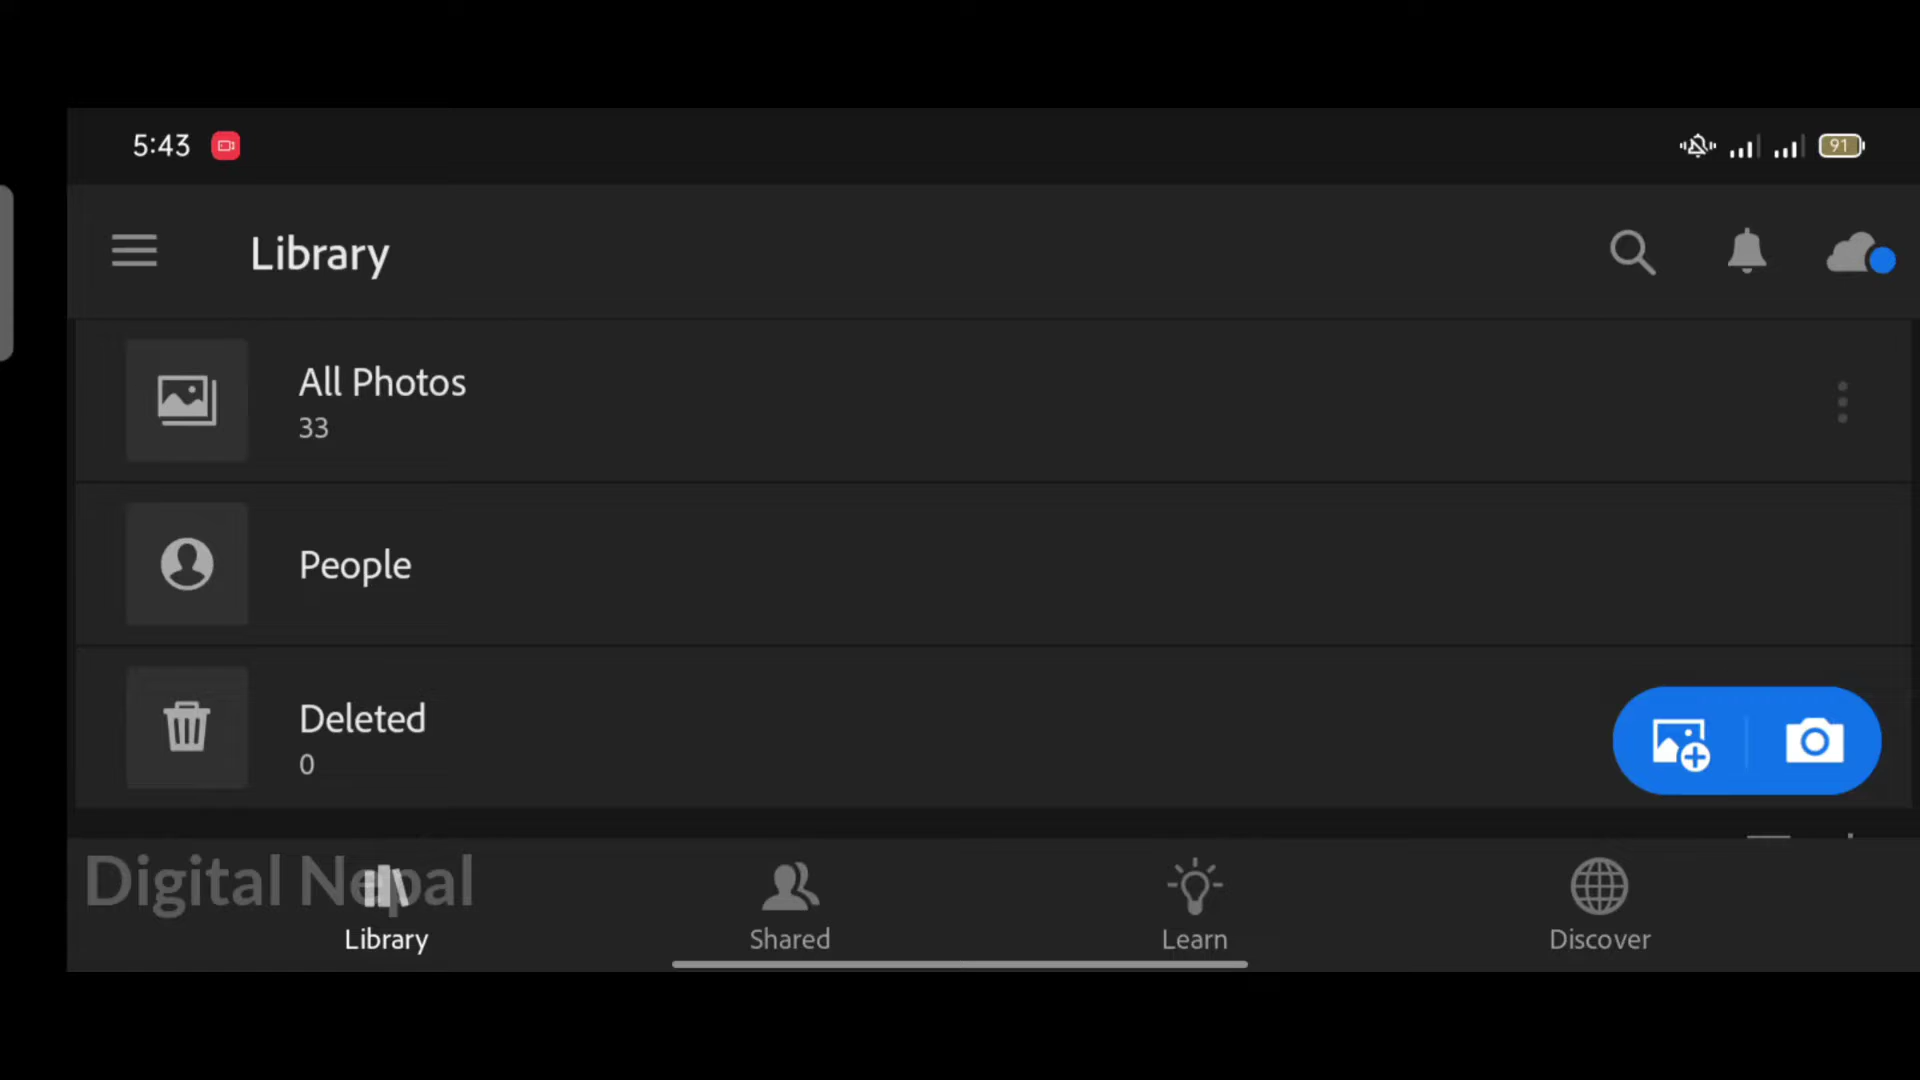 5:43
91
Library
All Photos
33
People
Deleted
0
Digital Nepal
Library
Shared
Learn
Discover